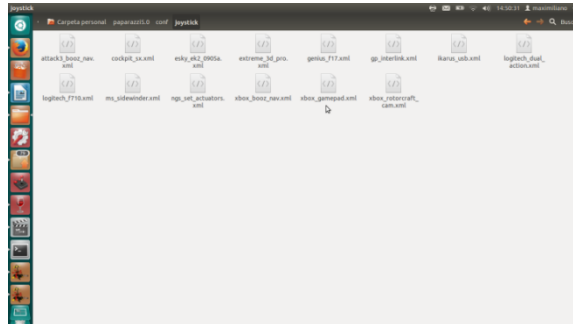 joystick
14:50:31 maximiliano
Carpeta personal paparazzi5.0 conf joystick
attack3_booz_nav.
xml
cockpit_sx.xml
esky_ek2_0905a.
xml
extreme_3d_pro.
xml
genius_f17.xml
gp_interlink.xml
ikarus_usb.xml
logitech_dual_
action.xml
logitech_f710.xml
ms_sidewinder.xml
nps_set_actuators.
xml
xbox_booz_nav.xml
xbox_gamepad.xml
xbox_rotorcraft_
cam.xml